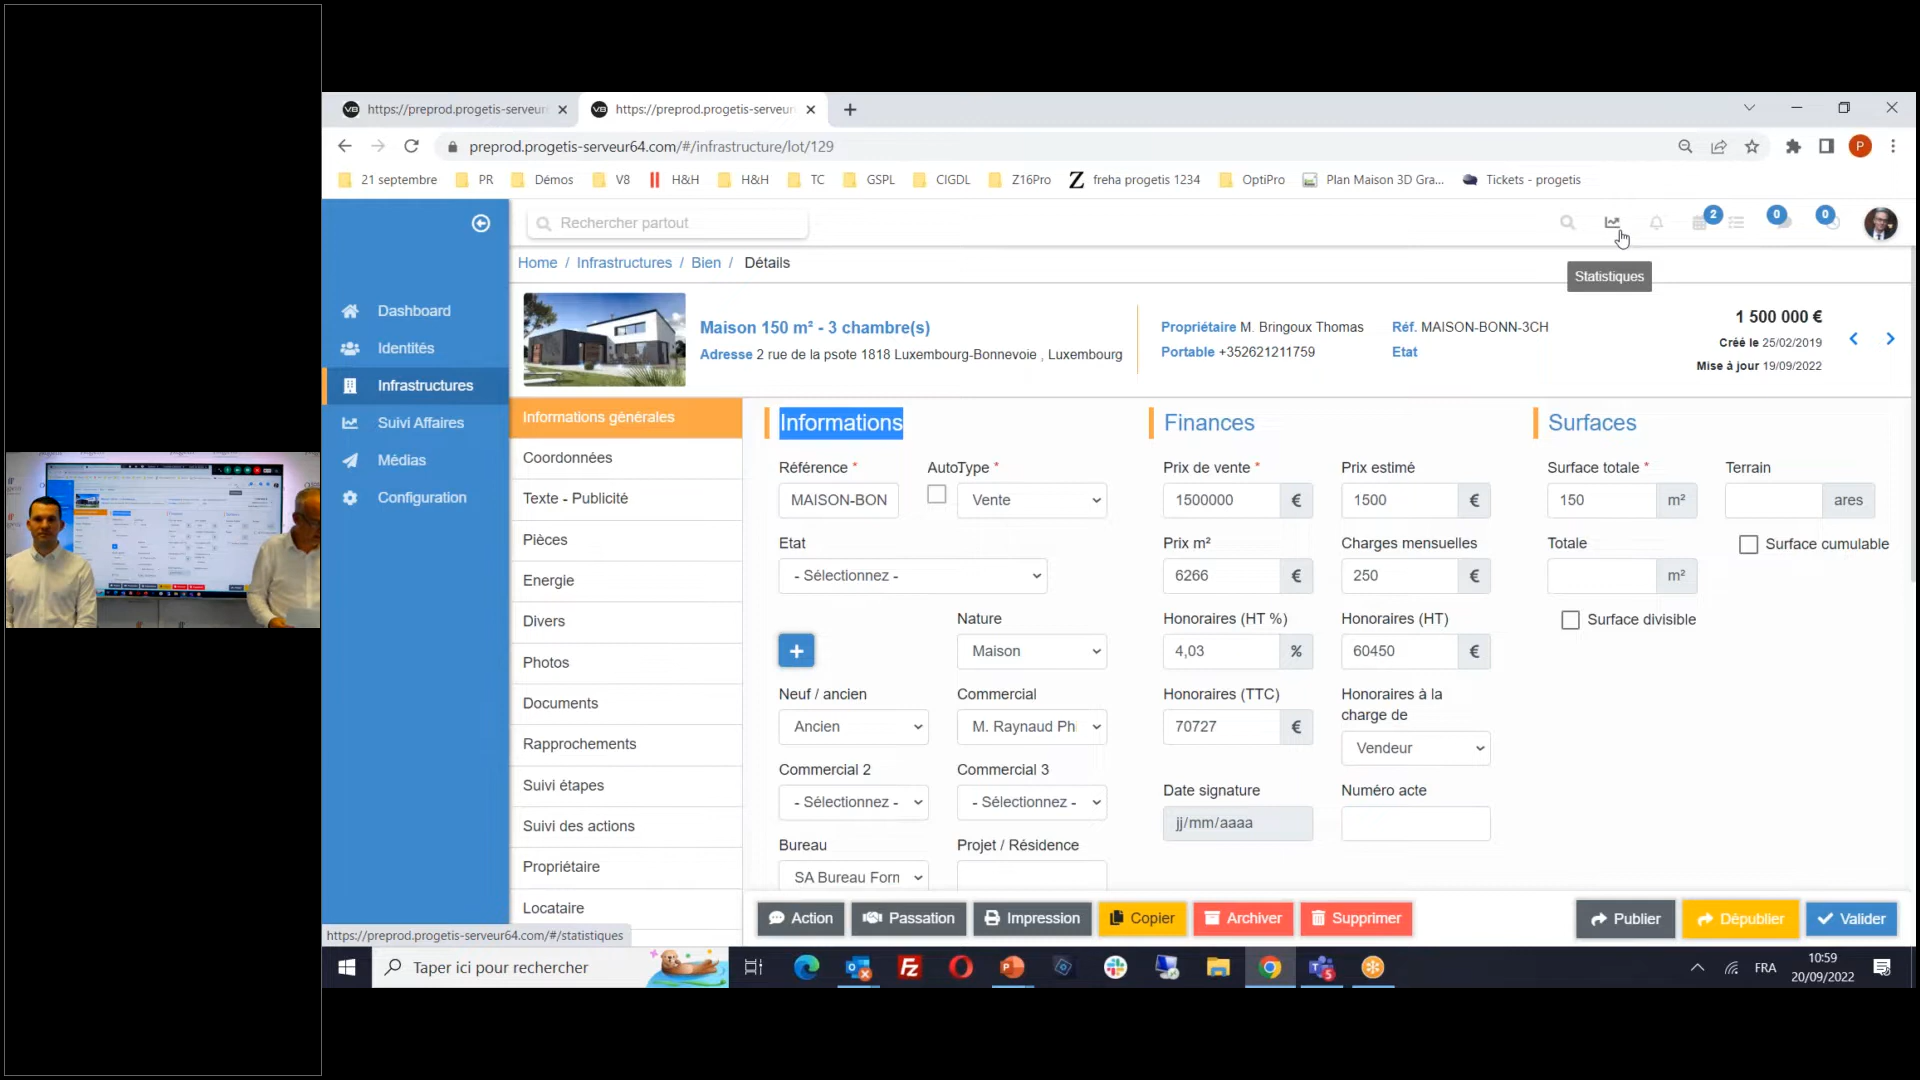 https://preprod.progetis-serveur
https://preprod.progetis-serveur
preprod.progetis-serveur64.com/#/infrastructure/lot/129
P
21 septembre
PR
Démos
V8
H&H
H&H
TC
GSPL
CIGDL
Z16Pro
freha progetis 1234
OptiPro
Plan Maison 3D Gra...
Tickets - progetis
Rechercher partout
2
0
0
Statistiques
Home / Infrastructures / Bien / Détails
Maison 150 m² - 3 chambre(s)
Adresse 2 rue de la psote 1818 Luxembourg-Bonnevoie , Luxembourg
Propriétaire M. Bringoux Thomas
Portable +352621211759
Réf. MAISON-BONN-3CH
Etat
1 500 000 €
Créé le 25/02/2019
Mise à jour 19/09/2022
Dashboard
Identités
Infrastructures
Suivi Affaires
Médias
Configuration
Informations générales
Coordonnées
Texte - Publicité
Pièces
Energie
Divers
Photos
Documents
Rapprochements
Suivi étapes
Suivi des actions
Propriétaire
Locataire
Informations
Référence *
AutoType *
MAISON-BON
Vente
Etat
- Sélectionnez -
Nature
+
Maison
Neuf / ancien
Commercial
Ancien
M. Raynaud Ph
Commercial 2
Commercial 3
- Sélectionnez -
- Sélectionnez -
Bureau
Projet / Résidence
SA Bureau Forn
Finances
Prix de vente *
Prix estimé
1500000 €
1500 €
Prix m²
Charges mensuelles
6266 €
250 €
Honoraires (HT %)
Honoraires (HT)
4,03 %
60450 €
Honoraires (TTC)
Honoraires à la
charge de
70727 €
Vendeur
Date signature
Numéro acte
jj/mm/aaaa
Surfaces
Surface totale *
Terrain
150 m²
ares
Totale
Surface cumulable
m²
Surface divisible
Action
Passation
Impression
Copier
Archiver
Supprimer
Publier
Dépublier
Valider
https://preprod.progetis-serveur64.com/#/statistiques
Taper ici pour rechercher
FRA
10:59
20/09/2022